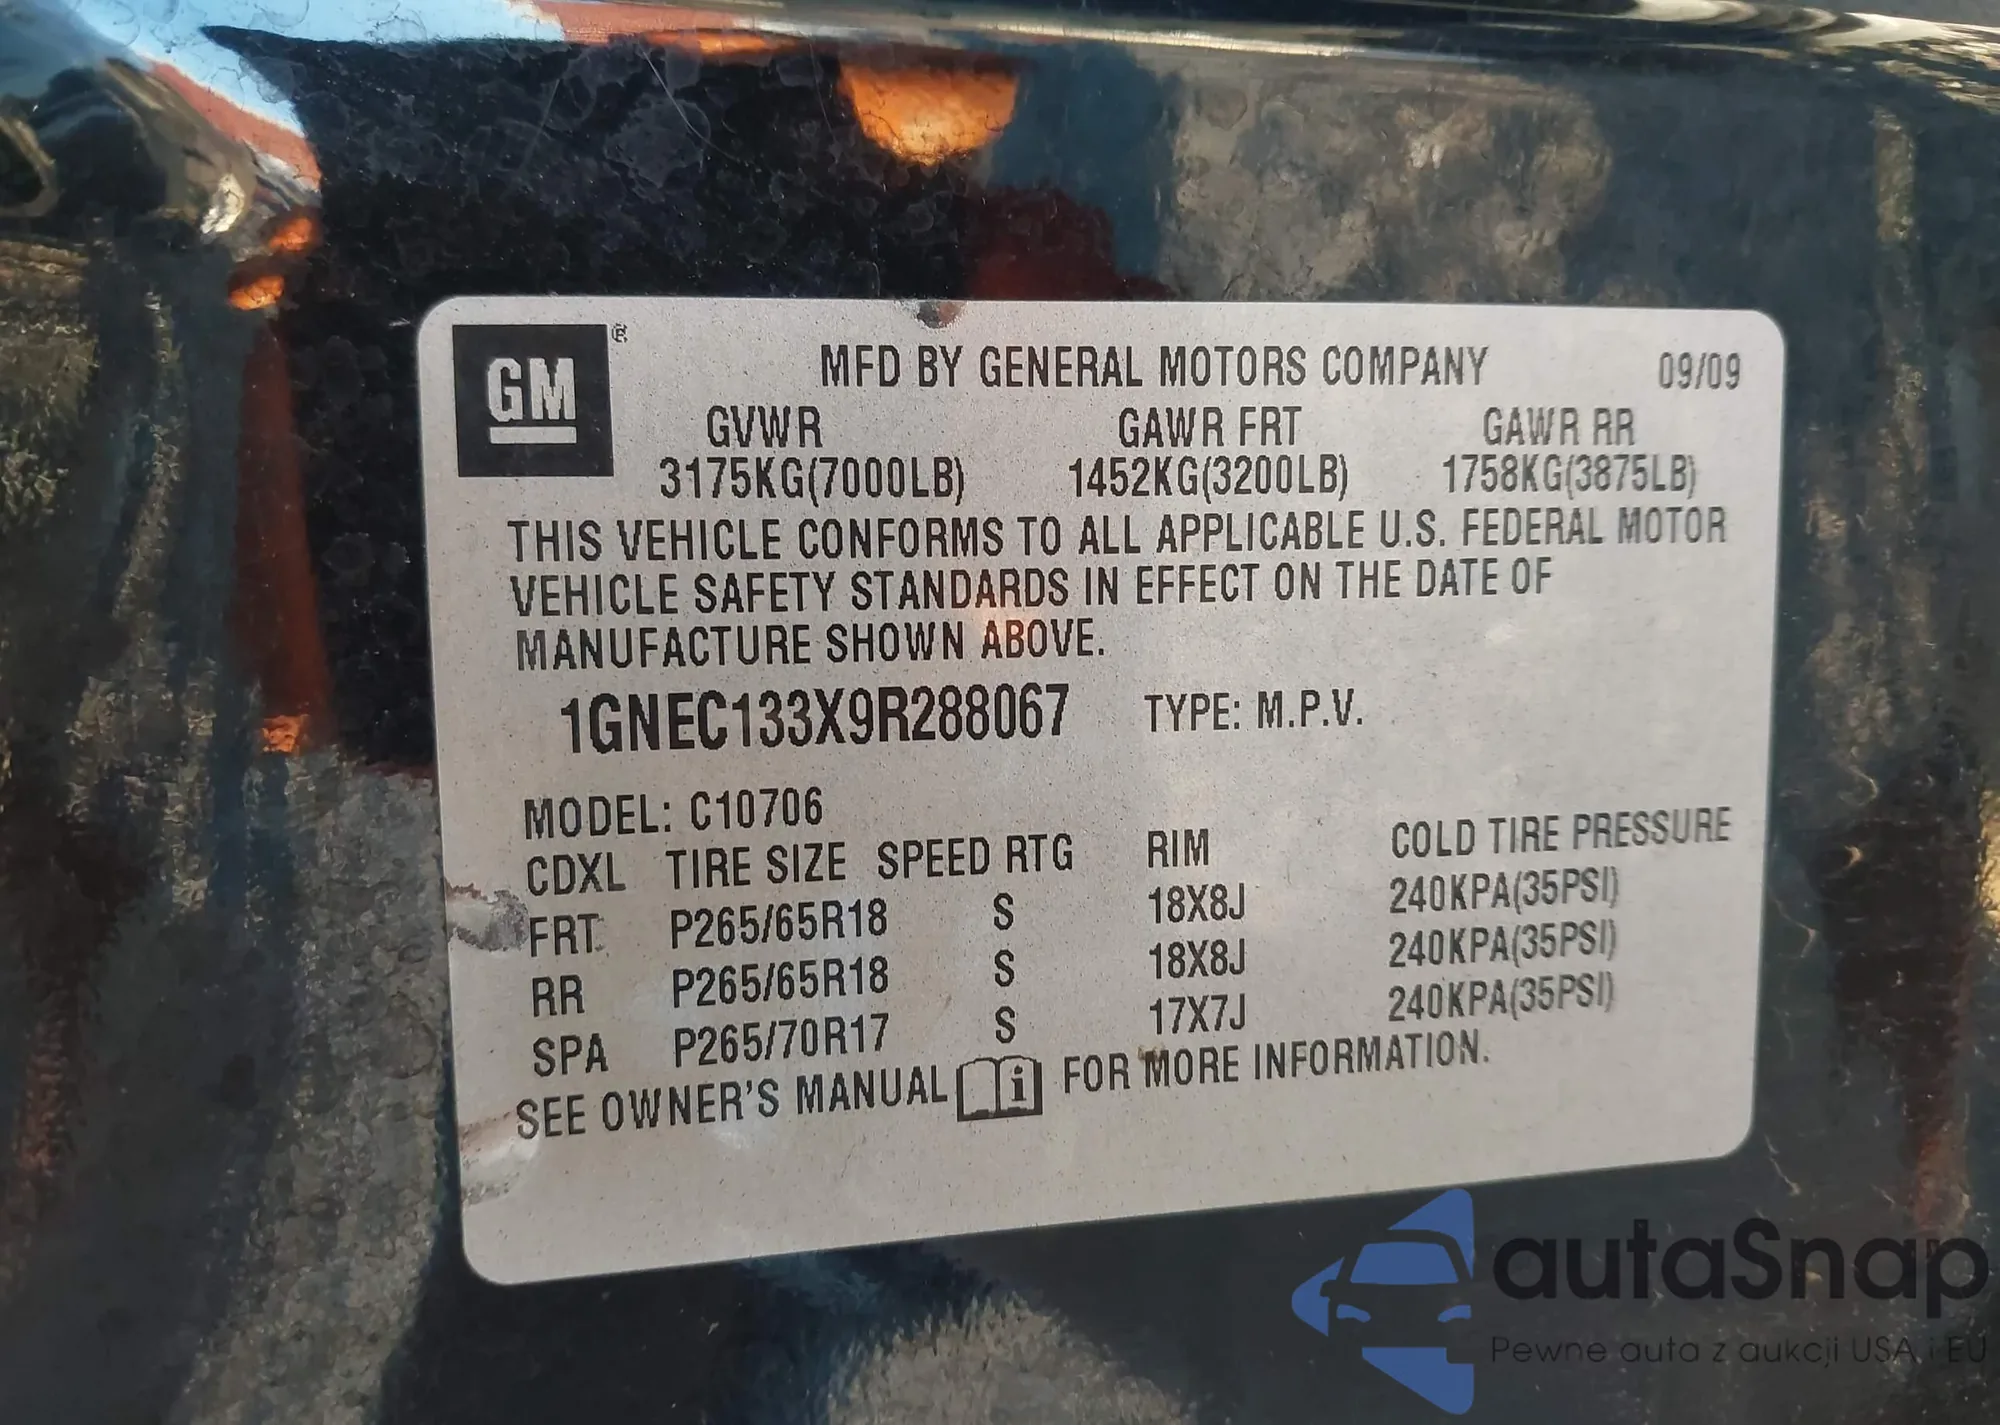 GM ®
MFD BY GENERAL MOTORS COMPANY 09/09
GVWR GAWR FRT GAWR RR
3175KG(7000LB) 1452KG(3200LB) 1758KG(3875LB)
THIS VEHICLE CONFORMS TO ALL APPLICABLE U.S. FEDERAL MOTOR
VEHICLE SAFETY STANDARDS IN EFFECT ON THE DATE OF
MANUFACTURE SHOWN ABOVE.
1GNEC133X9R288067 TYPE: M.P.V.
MODEL: C10706
CDXL TIRE SIZE SPEED RTG RIM COLD TIRE PRESSURE
FRT P265/65R18 S 18X8J 240KPA(35PSI)
RR P265/65R18 S 18X8J 240KPA(35PSI)
SPA P265/70R17 S 17X7J 240KPA(35PSI)
SEE OWNER'S MANUAL i FOR MORE INFORMATION.
autaSnap
Pewne auta z aukcji USA i EU